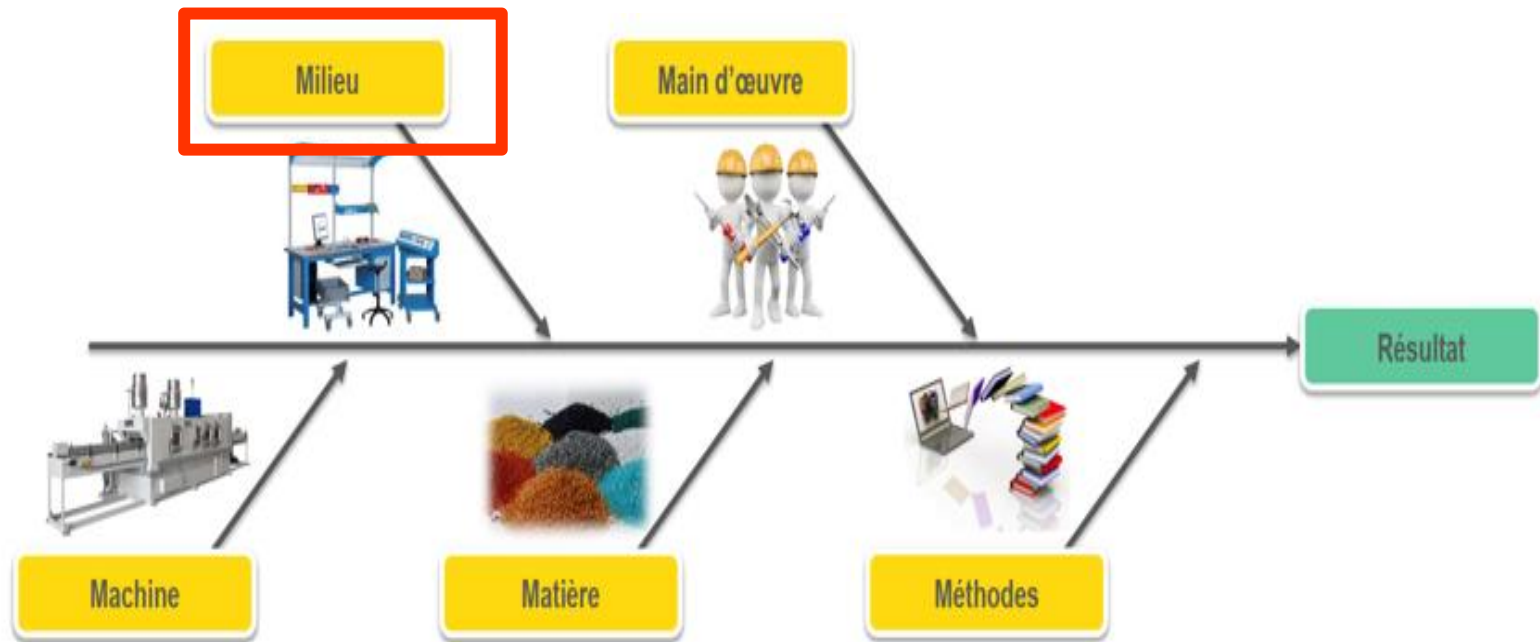 Milieu
Main d'œuvre
Résultat
Machine
Matière
Méthodes